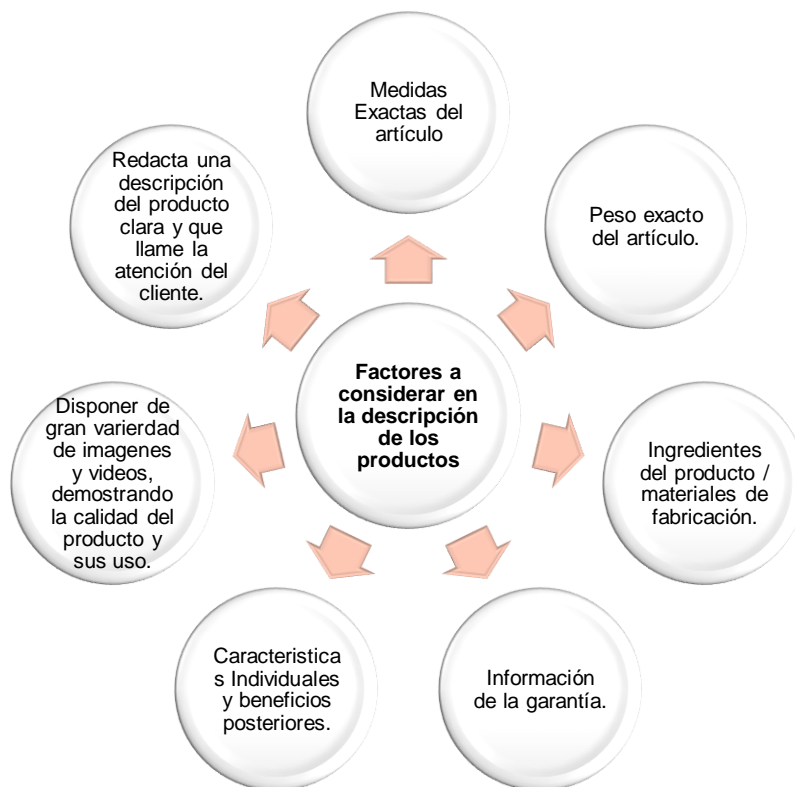 Medidas
Exactas del
artículo
Peso exacto
del artículo.
Ingredientes
del producto /
materiales de
fabricación.
Información
de la garantía.
Caracteristica
s Individuales
y beneficios
posteriores.
Disponer de
gran varierdad
de imagenes
y videos,
demostrando
la calidad del
producto y
sus uso.
Redacta una
descripción
del producto
clara y que
llame la
atención del
cliente.
Factores a
considerar en
la descripción
de los
productos